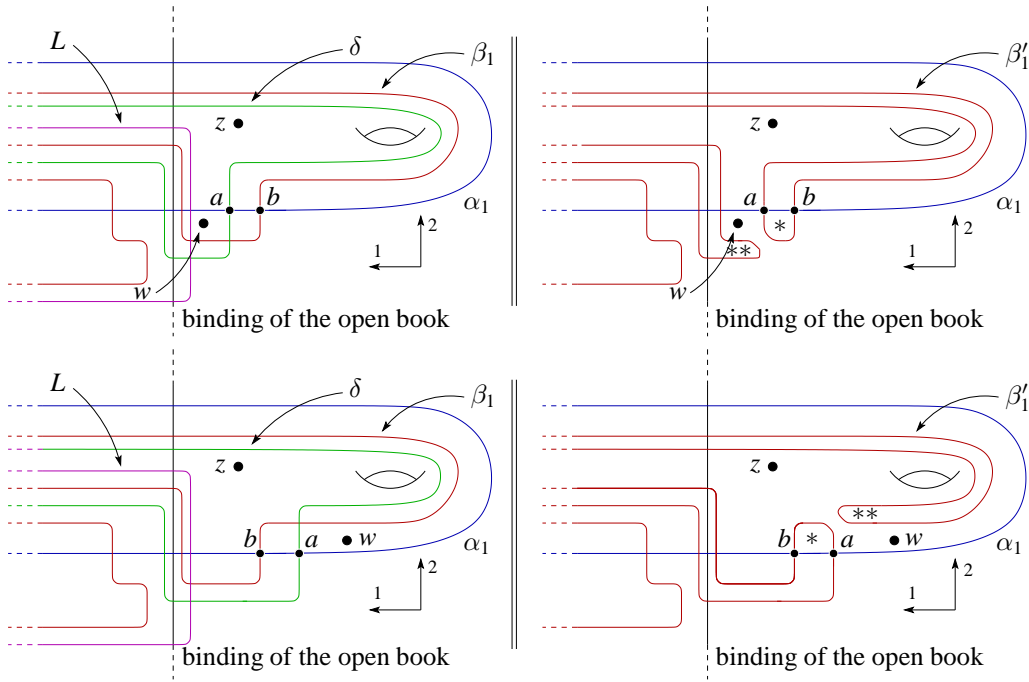 L δ β₁
z
a b
α₁
w
1 2
binding of the open book
β′₁
z
a b
*
**
α₁
w
1 2
binding of the open book
L δ β₁
z
b a w
α₁
1 2
binding of the open book
β′₁
z
**
b * a w
α₁
1 2
binding of the open book